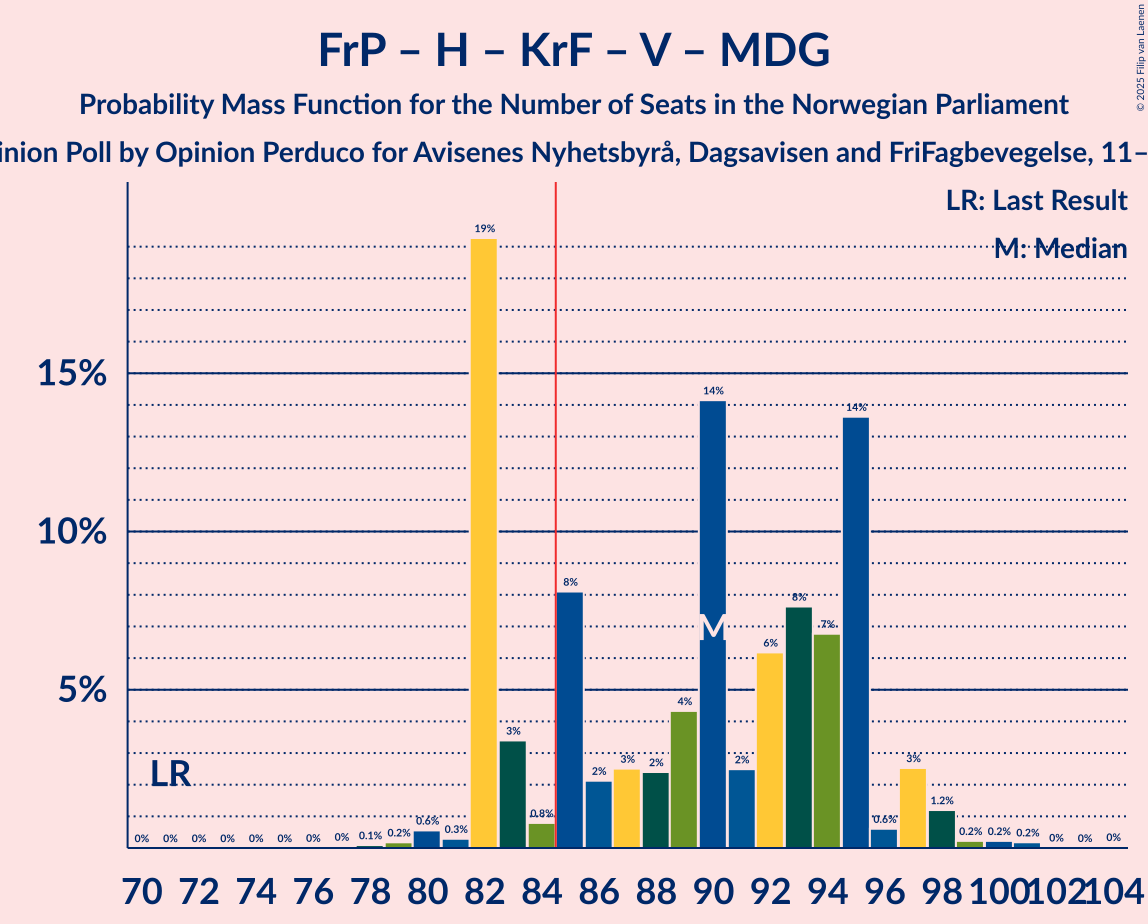 FrP – H – KrF – V – MDG
Probability Mass Function for the Number of Seats in the Norwegian Parliament
inion Poll by Opinion Perduco for Avisenes Nyhetsbyrå, Dagsavisen and FriFagbevegelse, 11–
© 2025 Filip van Laenen
LR: Last Result
M: Median
15%
10%
5%
LR
M
0% 0% 0% 0% 0% 0% 0% 0% 0.1% 0.2% 0.6% 0.3% 19% 3% 0.8% 8% 2% 3% 2% 4% 14% 2% 6% 8% 7% 14% 0.6% 3% 1.2% 0.2% 0.2% 0.2% 0% 0% 0%
70 72 74 76 78 80 82 84 86 88 90 92 94 96 98 100 102 104